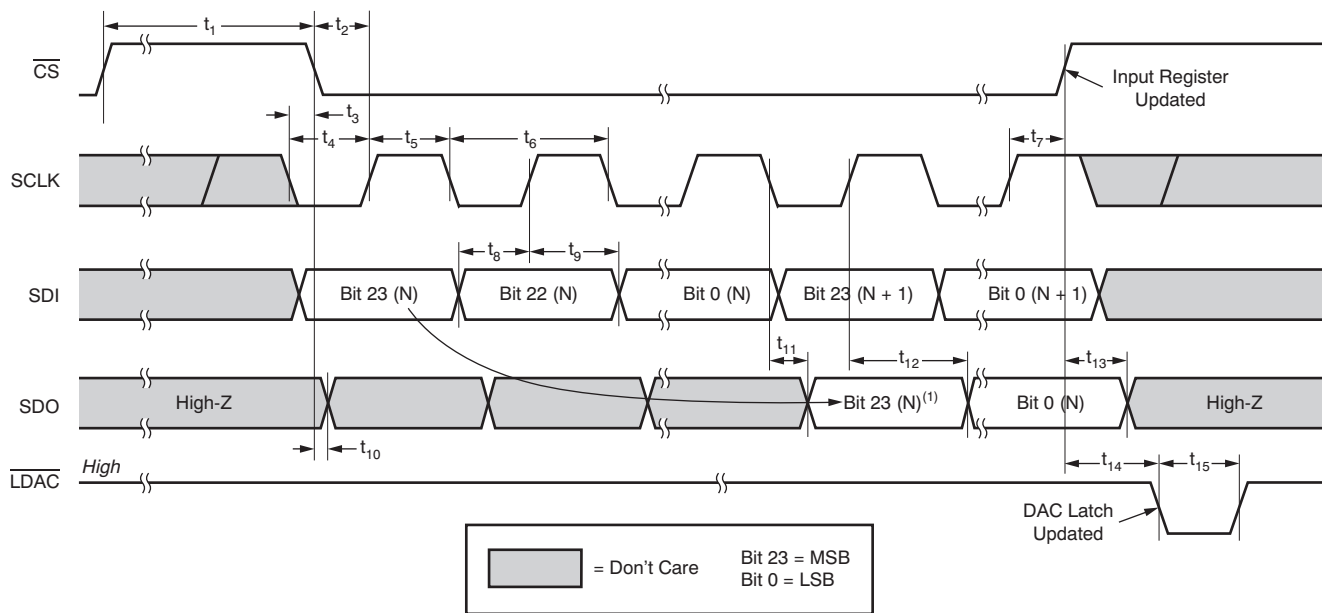 t1 t2
CS
Input Register
Updated
t3
t4 t5 t6 t7
SCLK
t8 t9
SDI Bit 23 (N) Bit 22 (N) Bit 0 (N) Bit 23 (N + 1) Bit 0 (N + 1)
t11 t12 t13
SDO High-Z Bit 23 (N)(1) Bit 0 (N) High-Z
t10
LDAC High
t14 t15
DAC Latch
Updated
= Don't Care
Bit 23 = MSB
Bit 0 = LSB